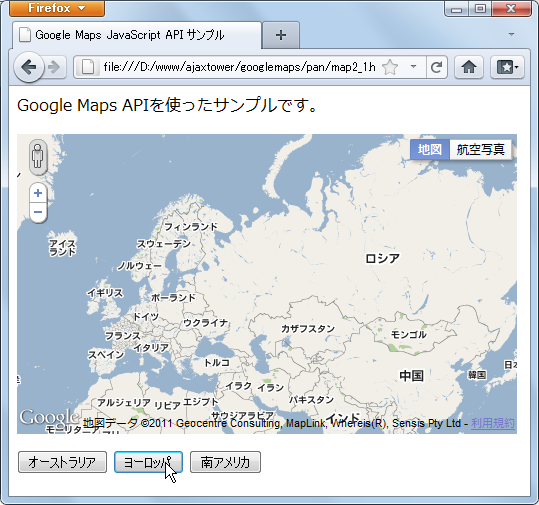 Firefox
Google Maps JavaScript API サンプル
file:///D:/www/ajaxtower/googlemaps/pan/map2_1.h
Google Maps APIを使ったサンプルです。
地図 航空写真
アイスランド
フィンランド
スウェーデン
ノルウェー
ロシア
イギリス
ポーランド
ドイツ
ウクライナ
フランス
カザフスタン
モンゴル
イタリア
スペイン
トルコ
中国
韓国
日本
イラク
イラン
アルジェリア
リビア
エジプト
パキスタン
サウジアラビア
インド
モーリタニア
Google
地図データ ©2011 Geocentre Consulting, MapLink, Whereis(R), Sensis Pty Ltd - 利用規約
オーストラリア ヨーロッパ 南アメリカ